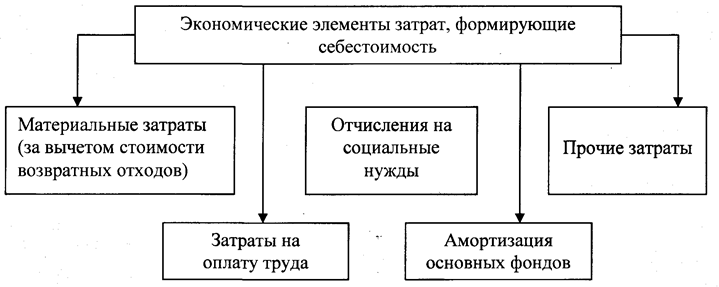 Экономические элементы затрат, формирующие
себестоимость
Материальные затраты
(за вычетом стоимости
возвратных отходов)
Отчисления на
социальные
нужды
Прочие затраты
Затраты на
оплату труда
Амортизация
основных фондов